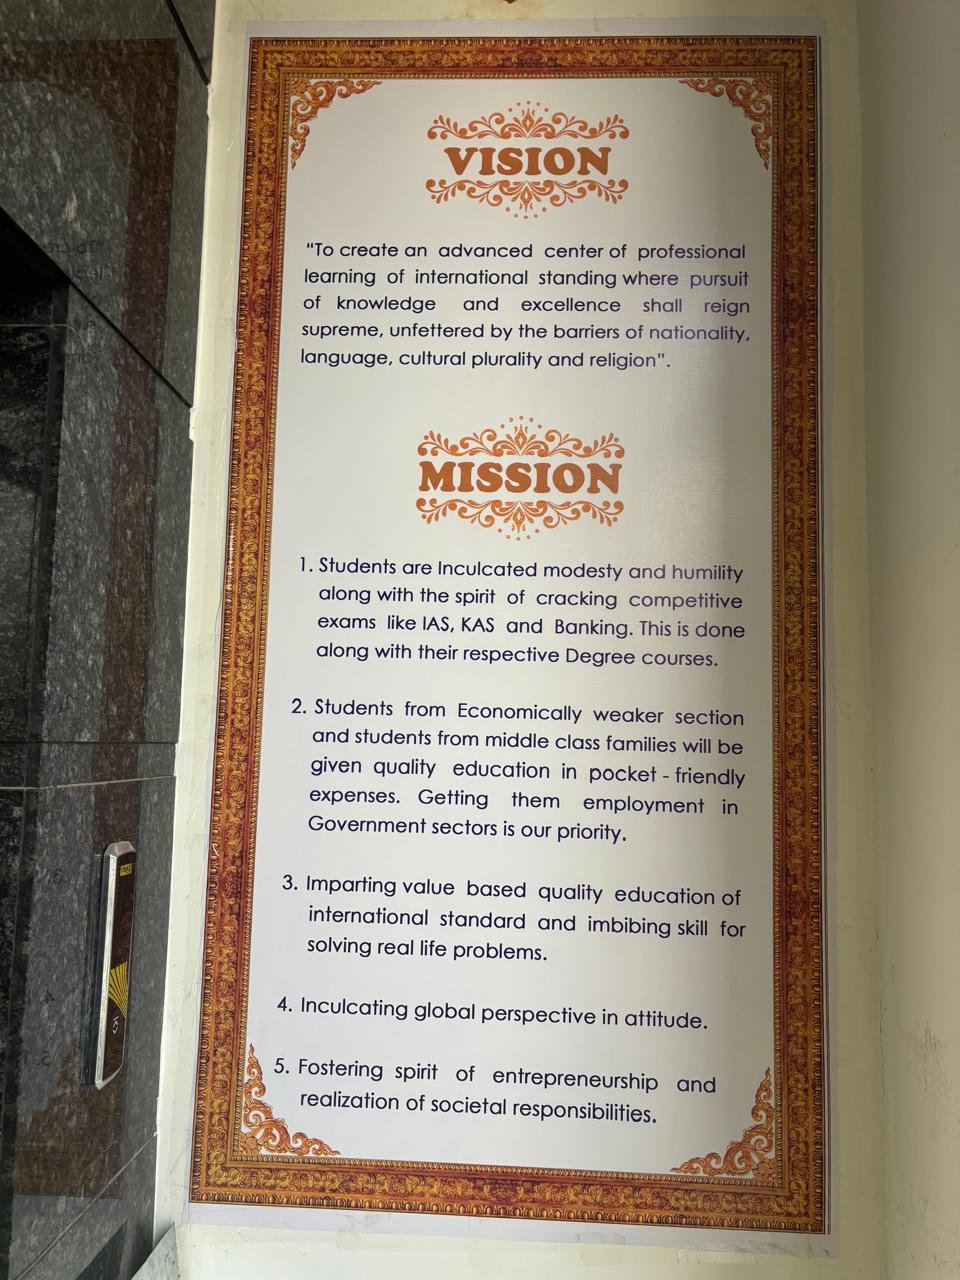 VISION
"To create an advanced center of professional
learning of international standing where pursuit
of knowledge and excellence shall reign
supreme, unfettered by the barriers of nationality,
language, cultural plurality and religion".
MISSION
1. Students are Inculcated modesty and humility
along with the spirit of cracking competitive
exams like IAS, KAS and Banking. This is done
along with their respective Degree courses.
2. Students from Economically weaker section
and students from middle class families will be
given quality education in pocket - friendly
expenses. Getting them employment in
Government sectors is our priority.
3. Imparting value based quality education of
international standard and imbibing skill for
solving real life problems.
4. Inculcating global perspective in attitude.
5. Fostering spirit of entrepreneurship and
realization of societal responsibilities.